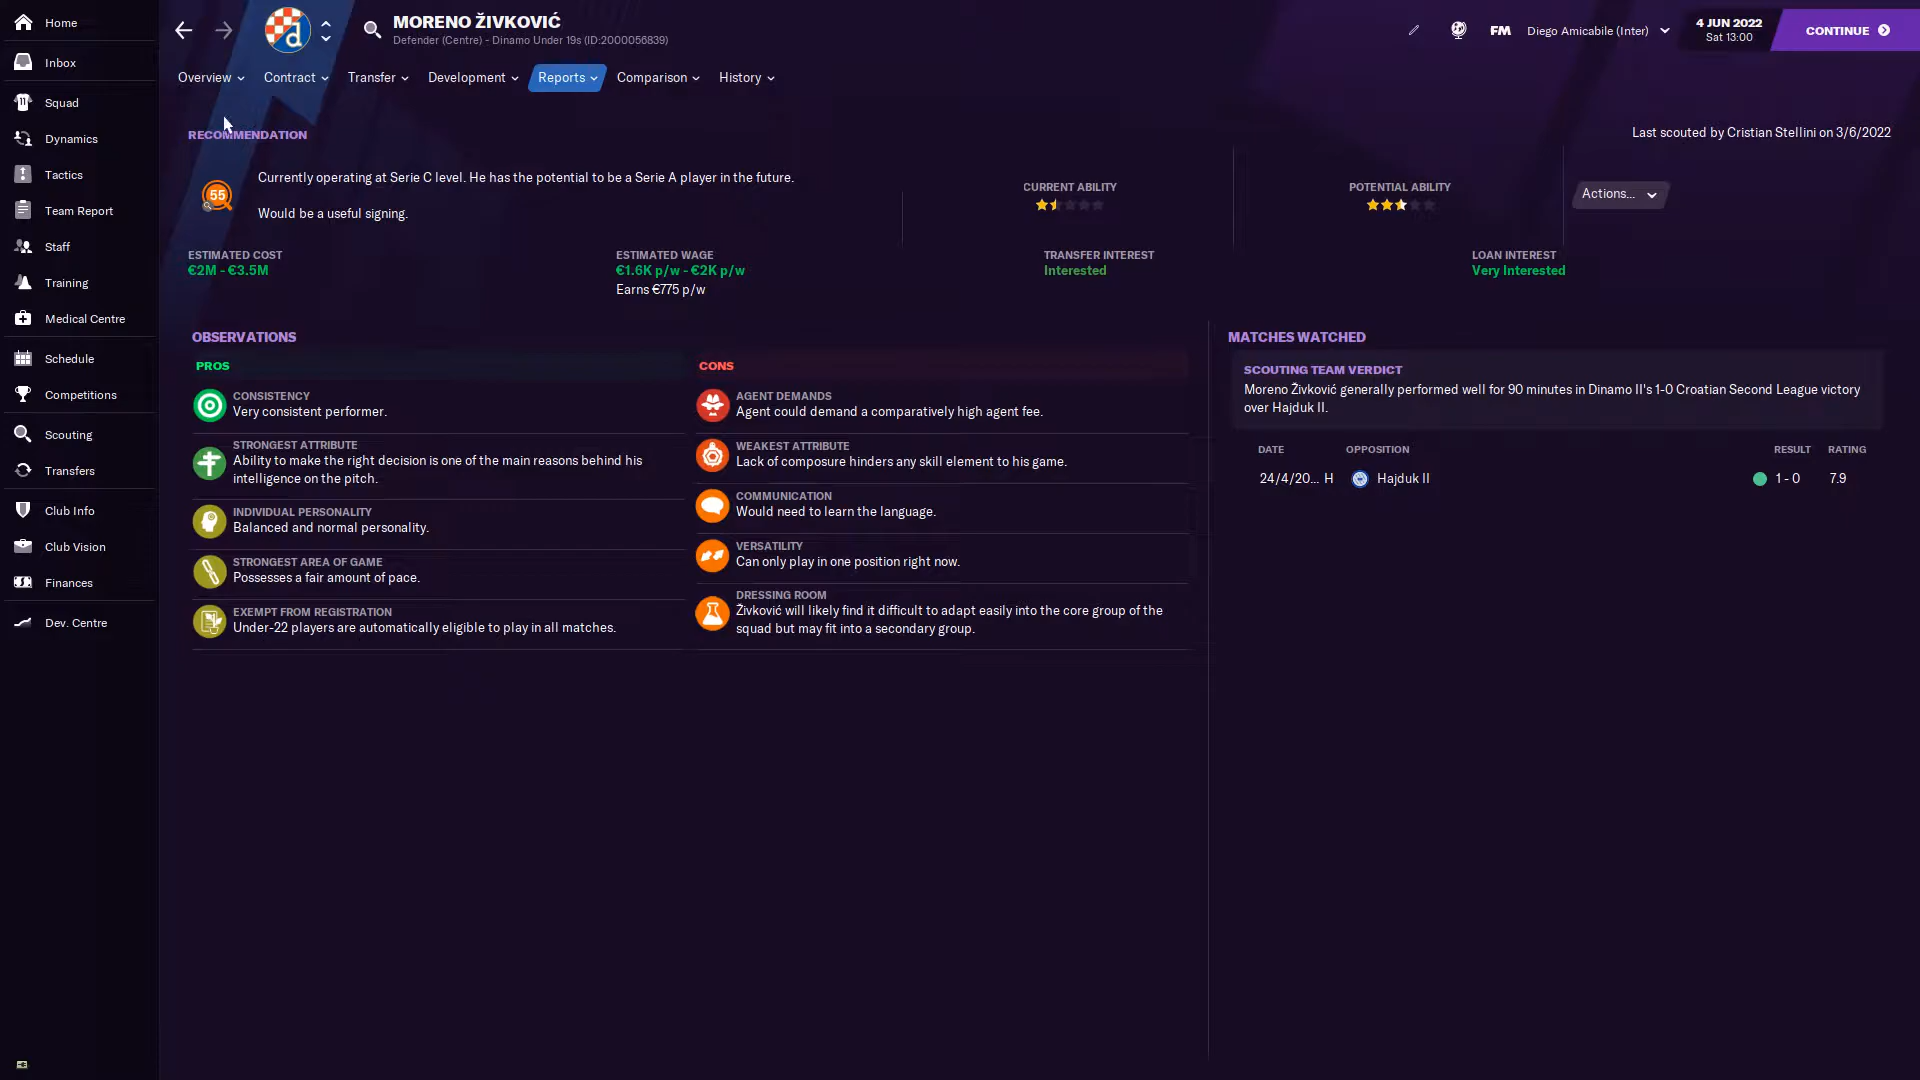 Home
Inbox
Squad
Dynamics
Tactics
Team Report
Staff
Training
Medical Centre
Schedule
Competitions
Scouting
Transfers
Club Info
Club Vision
Finances
Dev. Centre
MORENO ŽIVKOVIĆ
Defender (Centre) - Dinamo Under 19s (ID:2000056839)
FM
Diego Amicabile (Inter)
4 JUN 2022
Sat 13:00
CONTINUE
Overview
Contract
Transfer
Development
Reports
Comparison
History
RECOMMENDATION
Last scouted by Cristian Stellini on 3/6/2022
55
Currently operating at Serie C level. He has the potential to be a Serie A player in the future.
Would be a useful signing.
CURRENT ABILITY
POTENTIAL ABILITY
Actions...
ESTIMATED COST
€2M - €3.5M
ESTIMATED WAGE
€1.6K p/w - €2K p/w
Earns €775 p/w
TRANSFER INTEREST
Interested
LOAN INTEREST
Very Interested
OBSERVATIONS
PROS
CONSISTENCY
Very consistent performer.
STRONGEST ATTRIBUTE
Ability to make the right decision is one of the main reasons behind his
intelligence on the pitch.
INDIVIDUAL PERSONALITY
Balanced and normal personality.
STRONGEST AREA OF GAME
Possesses a fair amount of pace.
EXEMPT FROM REGISTRATION
Under-22 players are automatically eligible to play in all matches.
CONS
AGENT DEMANDS
Agent could demand a comparatively high agent fee.
WEAKEST ATTRIBUTE
Lack of composure hinders any skill element to his game.
COMMUNICATION
Would need to learn the language.
VERSATILITY
Can only play in one position right now.
DRESSING ROOM
Živković will likely find it difficult to adapt easily into the core group of the
squad but may fit into a secondary group.
MATCHES WATCHED
SCOUTING TEAM VERDICT
Moreno Živković generally performed well for 90 minutes in Dinamo II's 1-0 Croatian Second League victory
over Hajduk II.
DATE OPPOSITION RESULT RATING
24/4/20... H Hajduk II 1 - 0 7.9